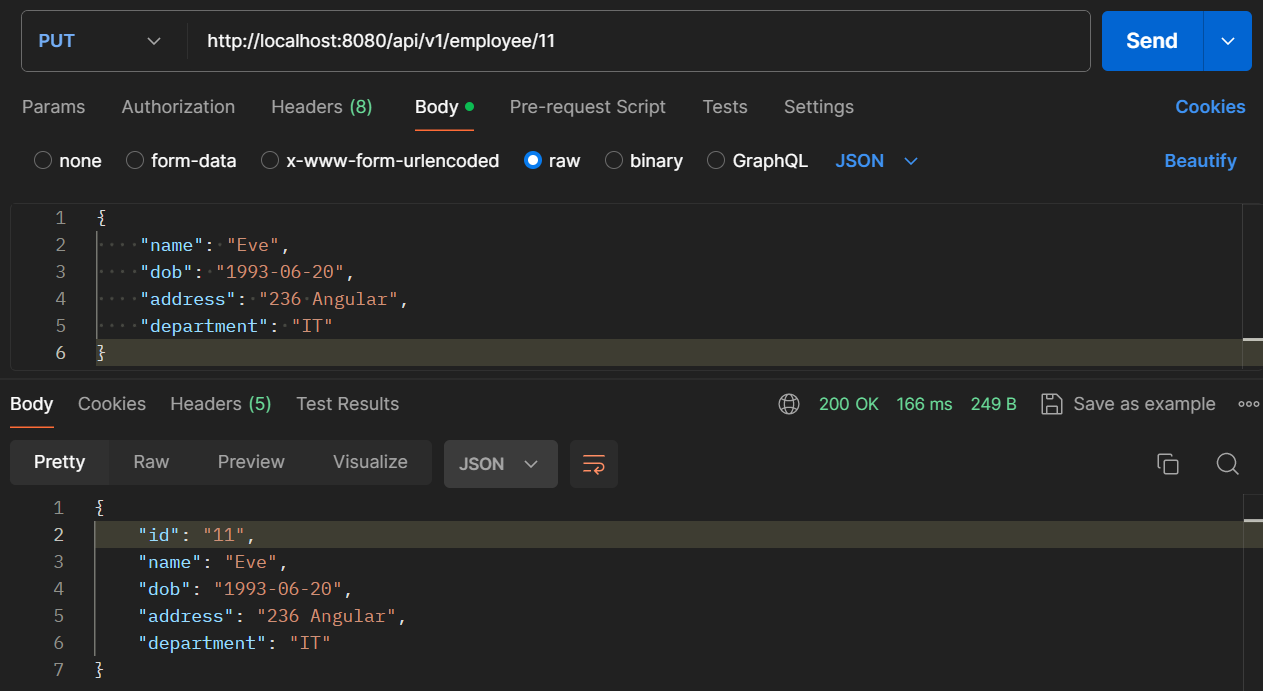 PUT http://localhost:8080/api/v1/employee/11 Send
Params Authorization Headers (8) Body Pre-request Script Tests Settings Cookies
none form-data x-www-form-urlencoded raw binary GraphQL JSON Beautify
1 {
2 "name": "Eve",
3 "dob": "1993-06-20",
4 "address": "236 Angular",
5 "department": "IT"
6 }
Body Cookies Headers (5) Test Results 200 OK 166 ms 249 B Save as example
Pretty Raw Preview Visualize JSON
1 {
2 "id": "11",
3 "name": "Eve",
4 "dob": "1993-06-20",
5 "address": "236 Angular",
6 "department": "IT"
7 }